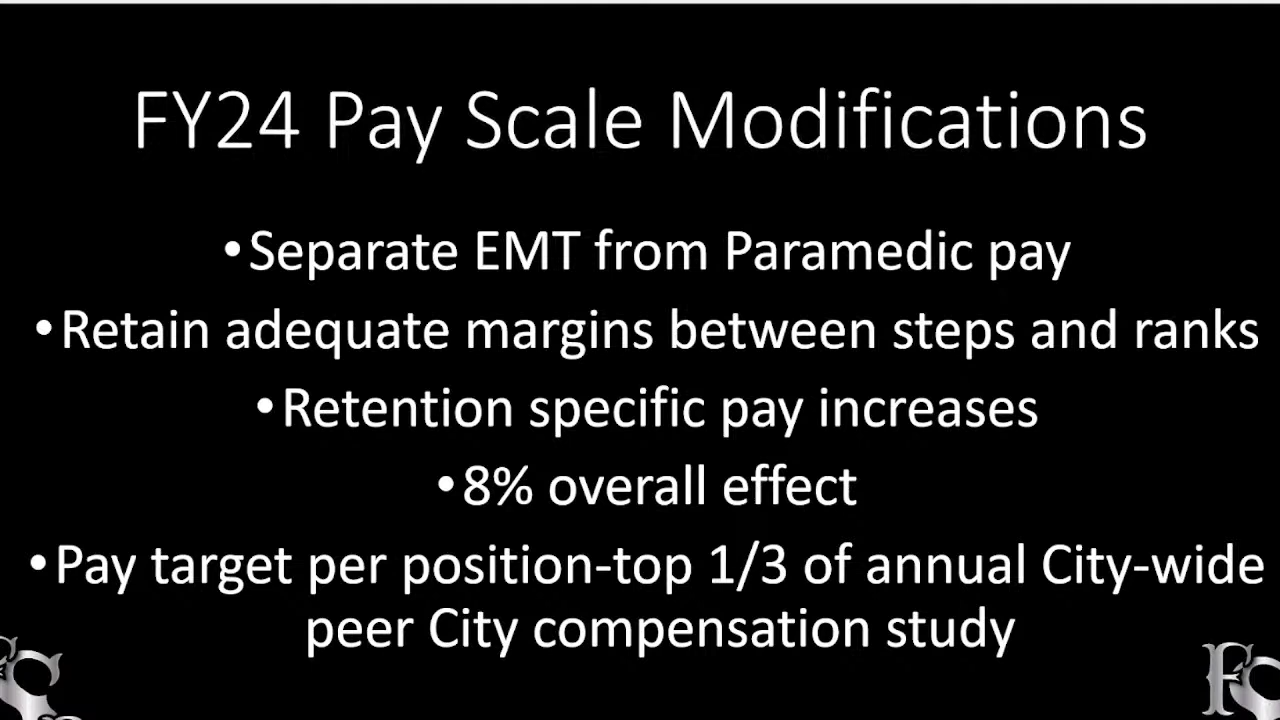 FY24 Pay Scale Modifications
•Separate EMT from Paramedic pay
•Retain adequate margins between steps and ranks
•Retention specific pay increases
•8% overall effect
•Pay target per position-top 1/3 of annual City-wide
peer City compensation study